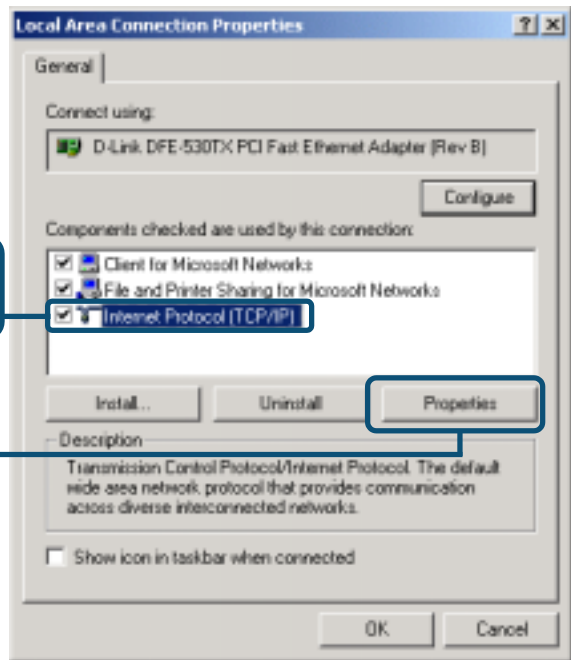 Local Area Connection Properties
General
Connect using:
D-Link DFE-530TX PCI Fast Ethernet Adapter (Rev B)
Configure
Components checked are used by this connection:
Client for Microsoft Networks
File and Printer Sharing for Microsoft Networks
Internet Protocol (TCP/IP)
Install...
Uninstall
Properties
Description
Transmission Control Protocol/Internet Protocol. The default
wide area network protocol that provides communication
across diverse interconnected networks.
Show icon in taskbar when connected
OK
Cancel